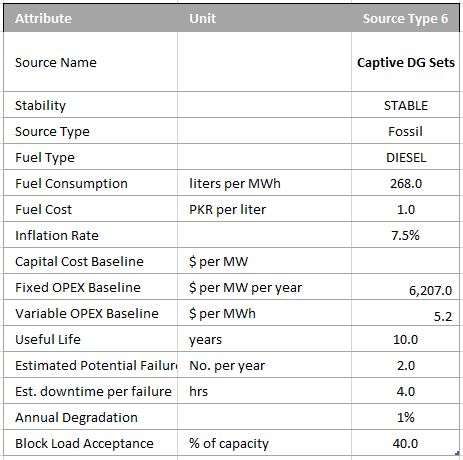 Attribute Unit Source Type 6
Source Name Captive DG Sets
Stability STABLE
Source Type Fossil
Fuel Type DIESEL
Fuel Consumption liters per MWh 268.0
Fuel Cost PKR per liter 1.0
Inflation Rate 7.5%
Capital Cost Baseline $ per MW
Fixed OPEX Baseline $ per MW per year 6,207.0
Variable OPEX Baseline $ per MWh 5.2
Useful Life years 10.0
Estimated Potential Failur No. per year 2.0
Est. downtime per failure hrs 4.0
Annual Degradation 1%
Block Load Acceptance % of capacity 40.0